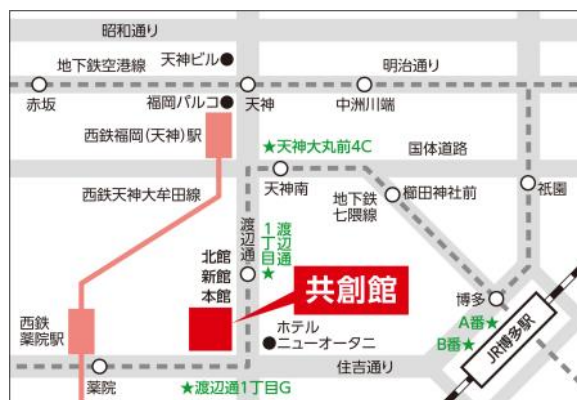 昭和通り
天神ビル
地下鉄空港線
明治通り
赤坂
福岡パルコ
天神
中洲川端
西鉄福岡(天神)駅
★天神大丸前4C
国体道路
西鉄天神大牟田線
天神南
地下鉄
七隈線
櫛田神社前
祇園
渡辺通
渡辺通
1丁目
★
北館
新館
本館
共創館
博多
A番★
B番★
JR博多駅
西鉄
薬院駅
ホテル
ニューオータニ
住吉通り
薬院
★渡辺通1丁目G